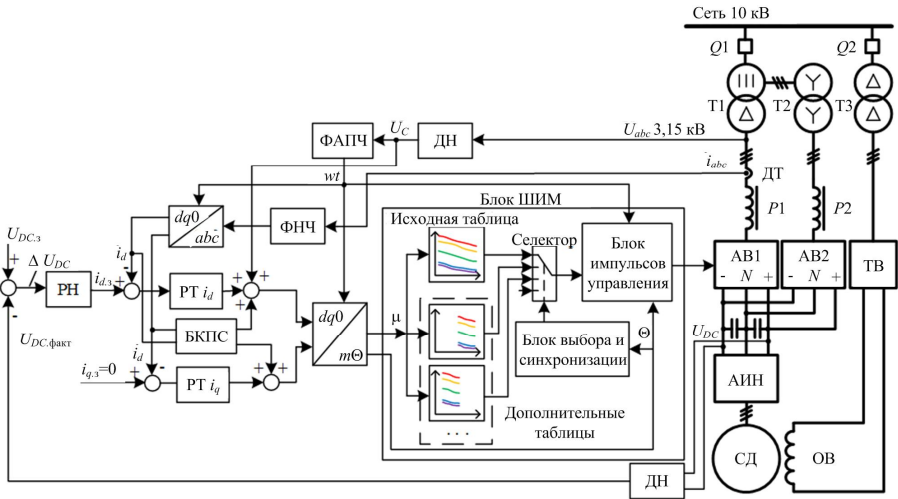 Сеть 10 кВ
Q1
Q2
T1
T2
T3
ФАПЧ
U_C
ДН
U_abc 3,15 кВ
i_abc
ДТ
wt
P1
P2
Блок ШИМ
dq0
abc
ФНЧ
Исходная таблица
Селектор
Блок
импульсов
управления
АВ1
- N +
АВ2
- N +
ТВ
U_DC.з
+
Δ U_DC
РН
i_d.з
-
+
i_d
РТ i_d
+
+
+
dq0
mΘ
μ
Θ
U_DC
-
U_DC.факт
БКПС
i_d
Блок выбора и
синхронизации
i_q.з=0
+
-
РТ i_q
+
+
АИН
Дополнительные
таблицы
. . .
СД
ОВ
ДН